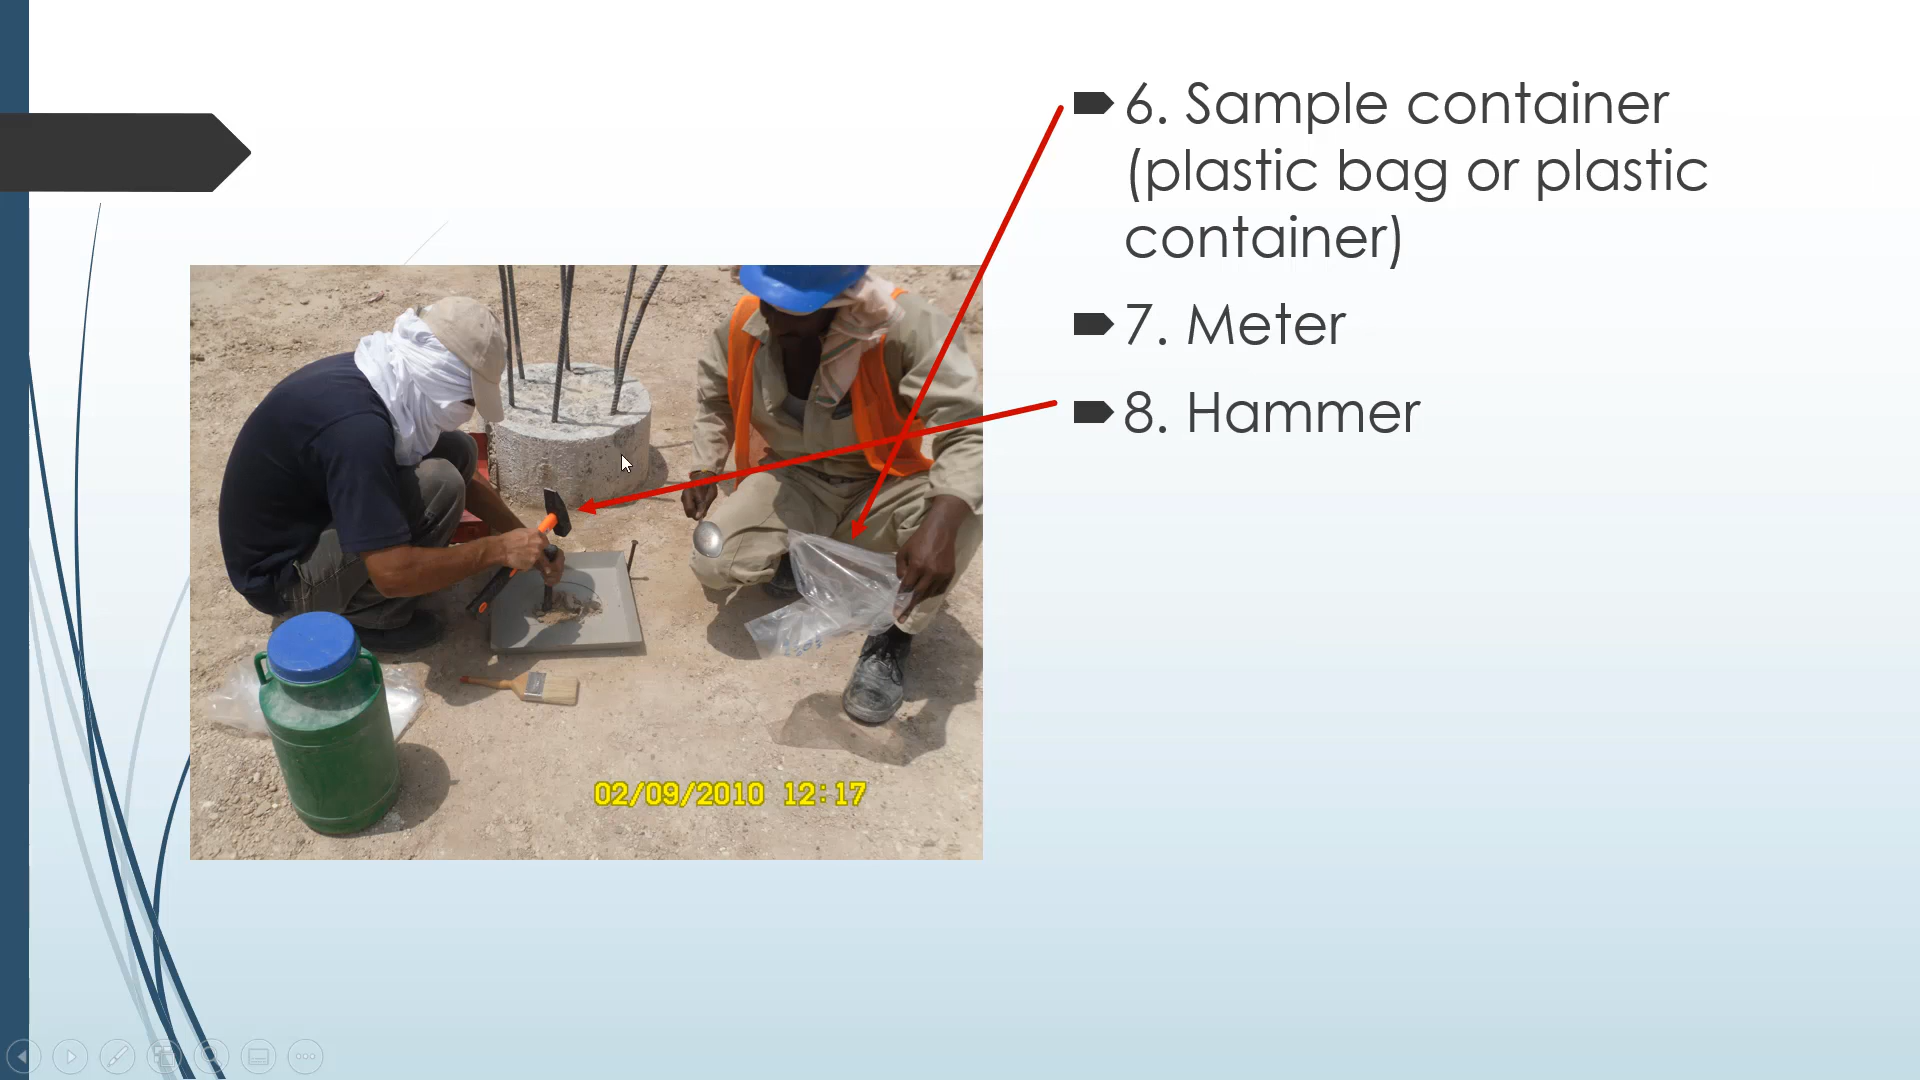 6. Sample container
(plastic bag or plastic
container)
7. Meter
8. Hammer
02/09/2010 12:17